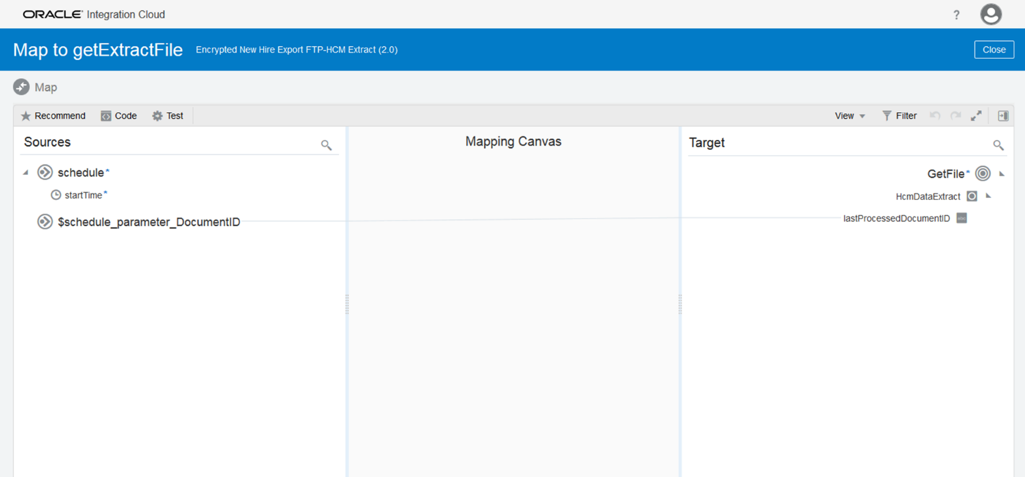 ORACLE Integration Cloud
?
Map to getExtractFile Encrypted New Hire Export FTP-HCM Extract (2.0)
Close
Map
Recommend Code Test View Filter
Sources
Mapping Canvas
Target
schedule*
GetFile*
startTime*
HcmDataExtract
$schedule_parameter_DocumentID
lastProcessedDocumentID